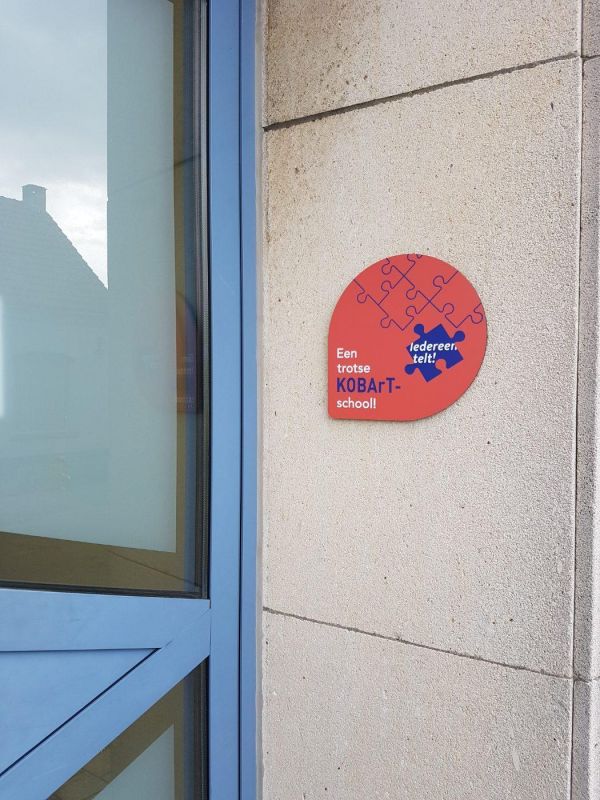 Iedereen
telt!
Een
trotse
KOBArT-
school!